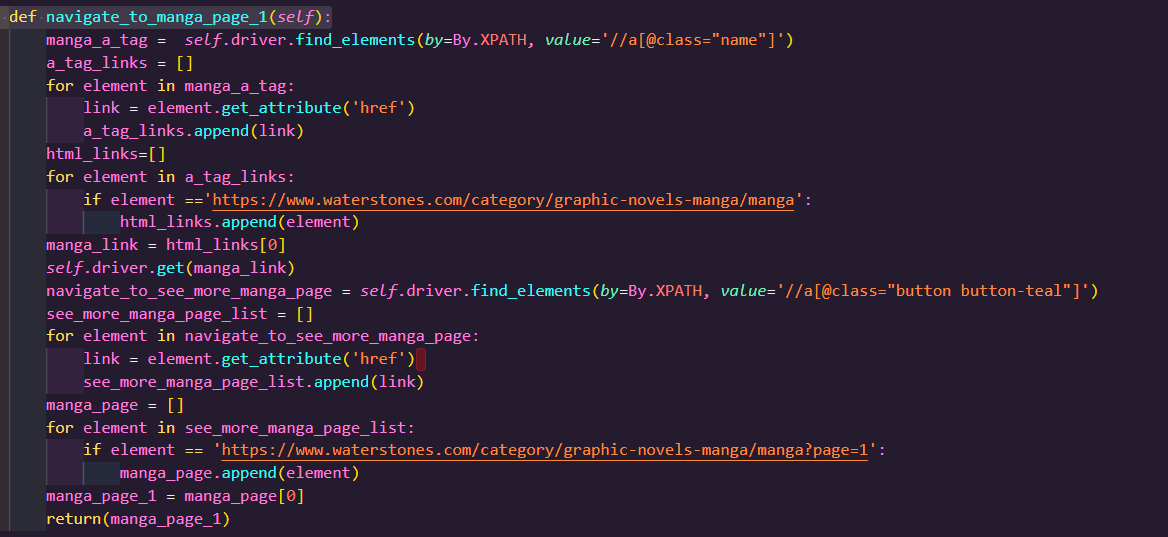 def navigate_to_manga_page_1(self):
    manga_a_tag =  self.driver.find_elements(by=By.XPATH, value='//a[@class="name"]')
    a_tag_links = []
    for element in manga_a_tag:
        link = element.get_attribute('href')
        a_tag_links.append(link)
    html_links=[]
    for element in a_tag_links:
        if element =='https://www.waterstones.com/category/graphic-novels-manga/manga':
            html_links.append(element)
    manga_link = html_links[0]
    self.driver.get(manga_link)
    navigate_to_see_more_manga_page = self.driver.find_elements(by=By.XPATH, value='//a[@class="button button-teal"]')
    see_more_manga_page_list = []
    for element in navigate_to_see_more_manga_page:
        link = element.get_attribute('href')
        see_more_manga_page_list.append(link)
    manga_page = []
    for element in see_more_manga_page_list:
        if element == 'https://www.waterstones.com/category/graphic-novels-manga/manga?page=1':
            manga_page.append(element)
    manga_page_1 = manga_page[0]
    return(manga_page_1)